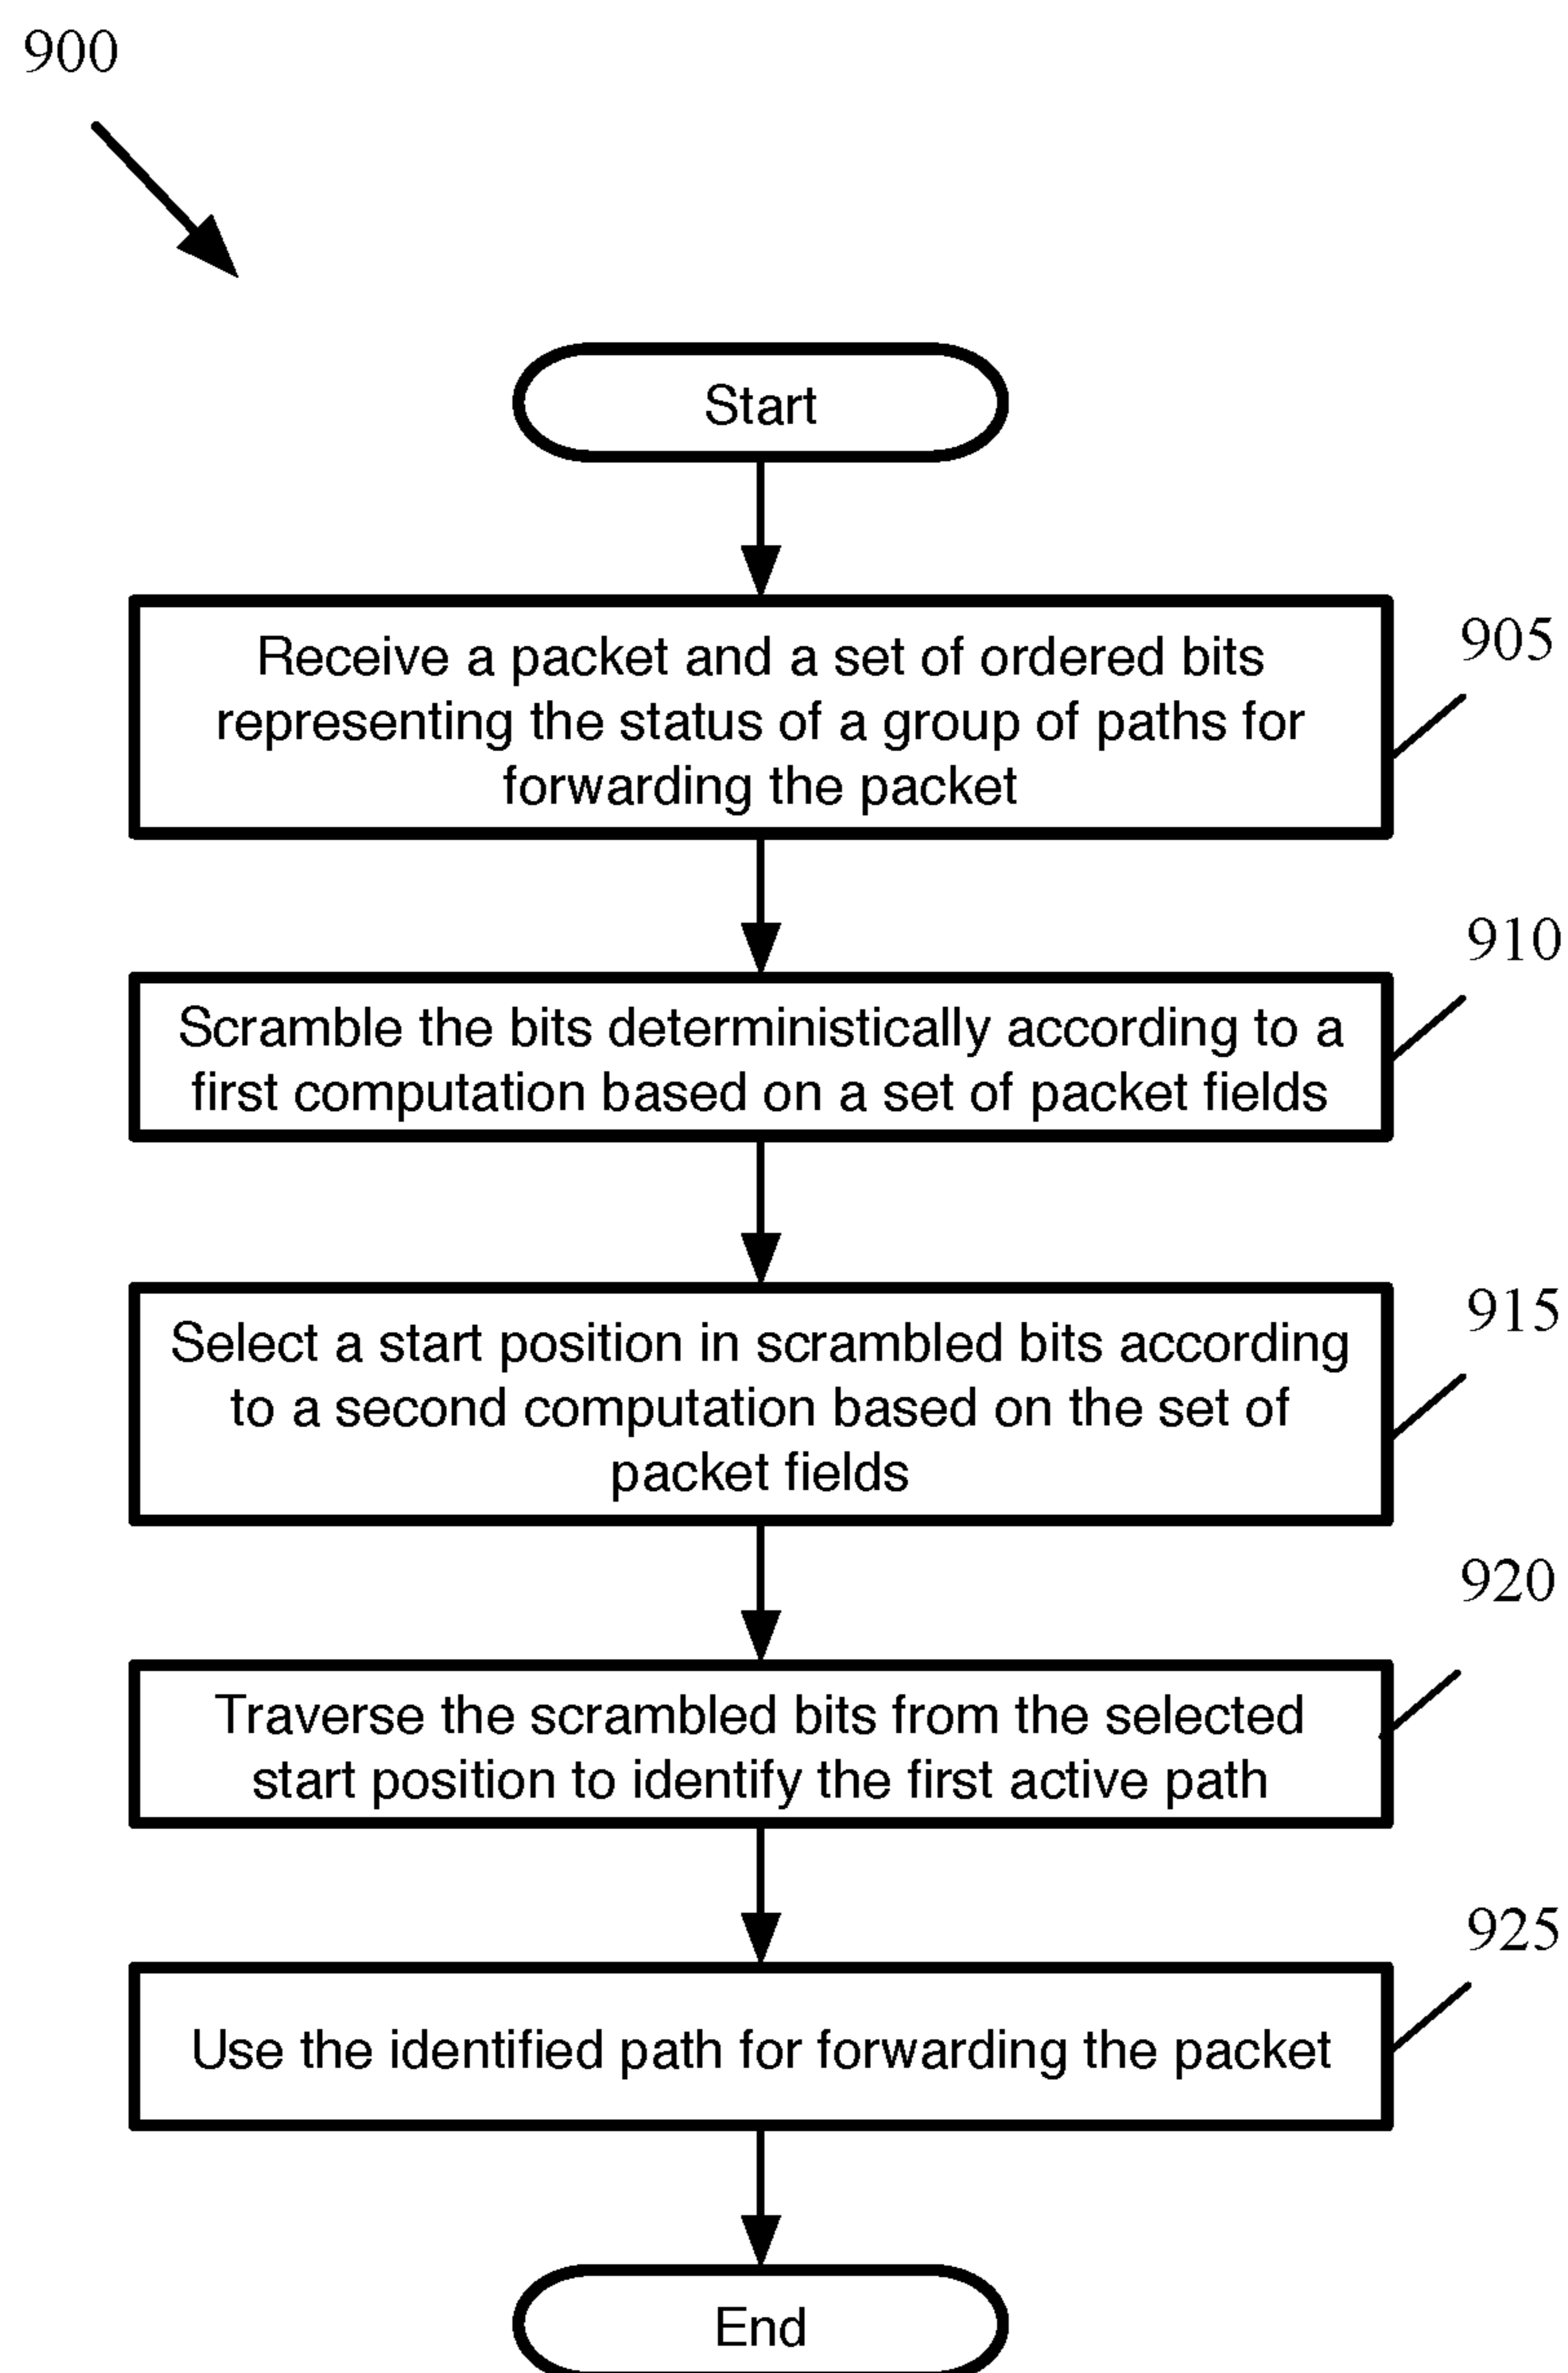 900
Start
Receive a packet and a set of ordered bits
representing the status of a group of paths for
forwarding the packet
905
Scramble the bits deterministically according to a
first computation based on a set of packet fields
910
Select a start position in scrambled bits according
to a second computation based on the set of
packet fields
915
Traverse the scrambled bits from the selected
start position to identify the first active path
920
Use the identified path for forwarding the packet
925
End